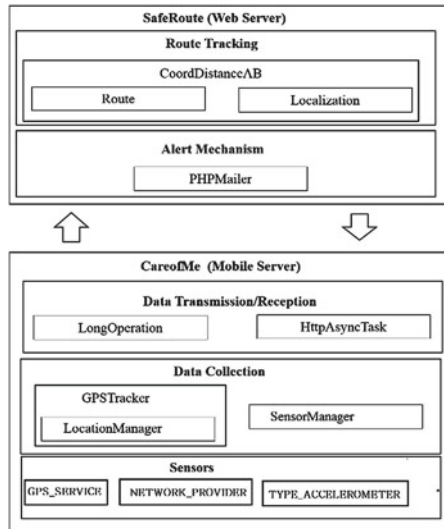 SafeRoute (Web Server)
Route Tracking
CoordDistanceAB
Route
Localization
Alert Mechanism
PHPMailer
CareofMe (Mobile Server)
Data Transmission/Reception
LongOperation
HttpAsyncTask
Data Collection
GPSTracker
LocationManager
SensorManager
Sensors
GPS_SERVICE
NETWORK_PROVIDER
TYPE_ACCELEROMETER